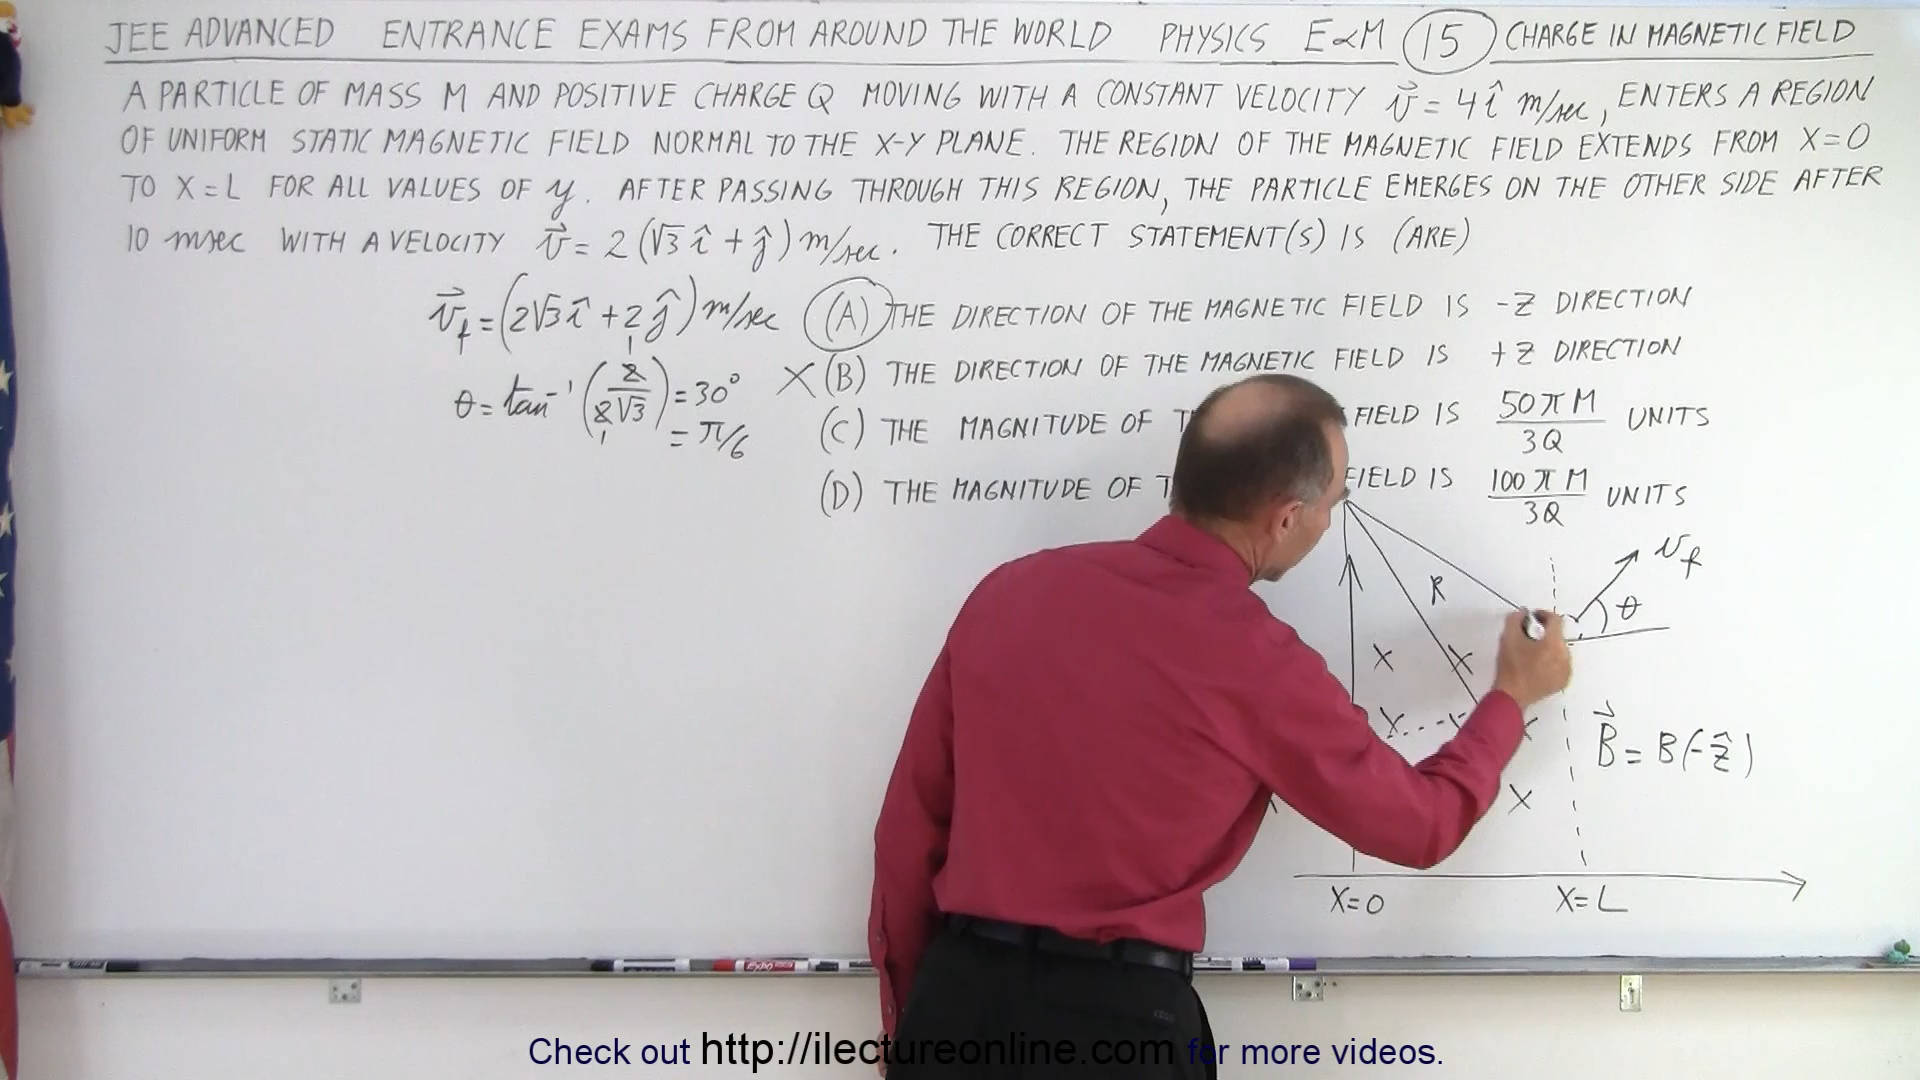 JEE ADVANCED ENTRANCE EXAMS FROM AROUND THE WORLD PHYSICS E&M 15 CHARGE IN MAGNETIC FIELD
A PARTICLE OF MASS M AND POSITIVE CHARGE Q MOVING WITH A CONSTANT VELOCITY v⃗ = 4î m/sec, ENTERS A REGION
OF UNIFORM STATIC MAGNETIC FIELD NORMAL TO THE X-Y PLANE. THE REGION OF THE MAGNETIC FIELD EXTENDS FROM X=0
TO X=L FOR ALL VALUES OF y. AFTER PASSING THROUGH THIS REGION, THE PARTICLE EMERGES ON THE OTHER SIDE AFTER
10 msec WITH A VELOCITY v⃗ = 2(√3 î + ĵ) m/sec. THE CORRECT STATEMENT(S) IS (ARE)
v⃗f = (2√3 î + 2 ĵ) m/sec
θ = tan⁻¹ (2/2√3) = 30°
= π/6
(A) THE DIRECTION OF THE MAGNETIC FIELD IS -Z DIRECTION
X (B) THE DIRECTION OF THE MAGNETIC FIELD IS +Z DIRECTION
(C) THE MAGNITUDE OF FIELD IS 50πM/3Q UNITS
(D) THE MAGNITUDE OF FIELD IS 100πM/3Q UNITS
vf
R
θ
X X
X X X
B⃗ = B(-ẑ)
X
X=0 X=L
Check out http://ilectureonline.com for more videos.